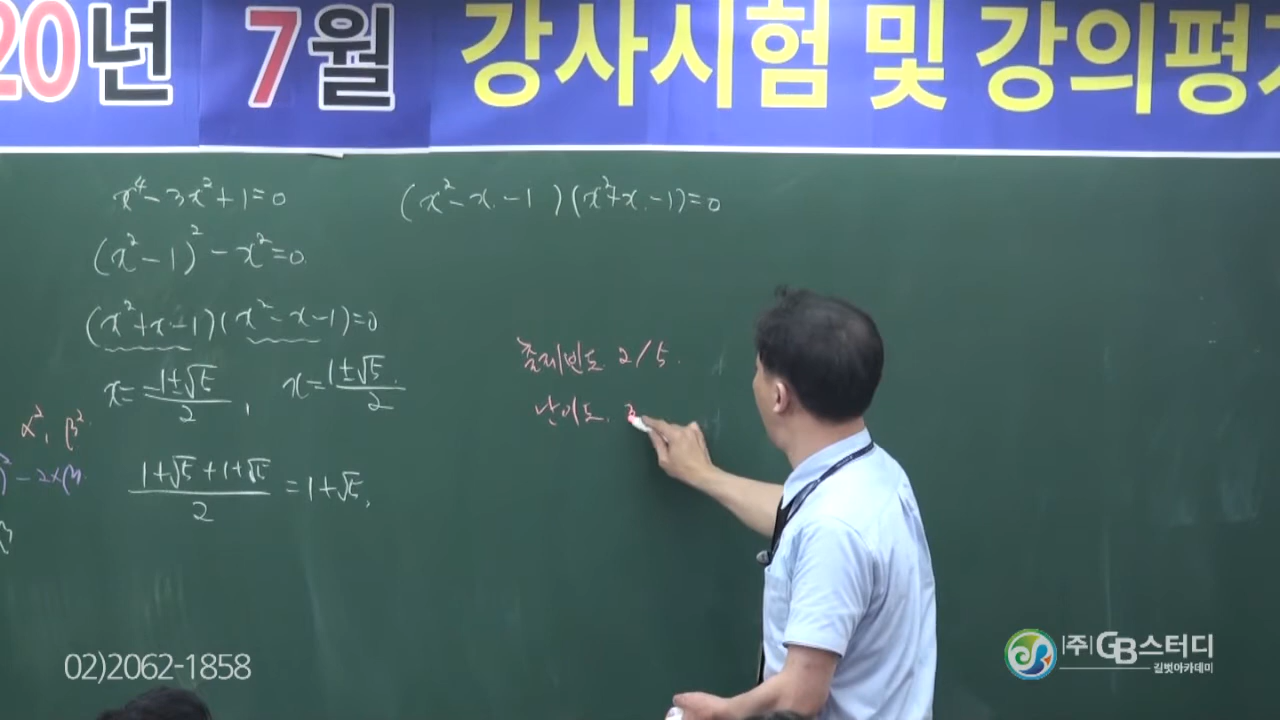 20년 7월 강사시험 및 강의평가
x⁴-3x²+1=0
(x²-1)²-x²=0
(x²+x-1)(x²-x-1)=0
x=-1±√5/2, x=1±√5/2
1+√5+1+√5/2=1+√5,
α², β²
-2αβ
(x²-x-1)(x²+x-1)=0
출제빈도 2/5.
난이도.
02)2062-1858
(주)GB스터디
길벗아카데미